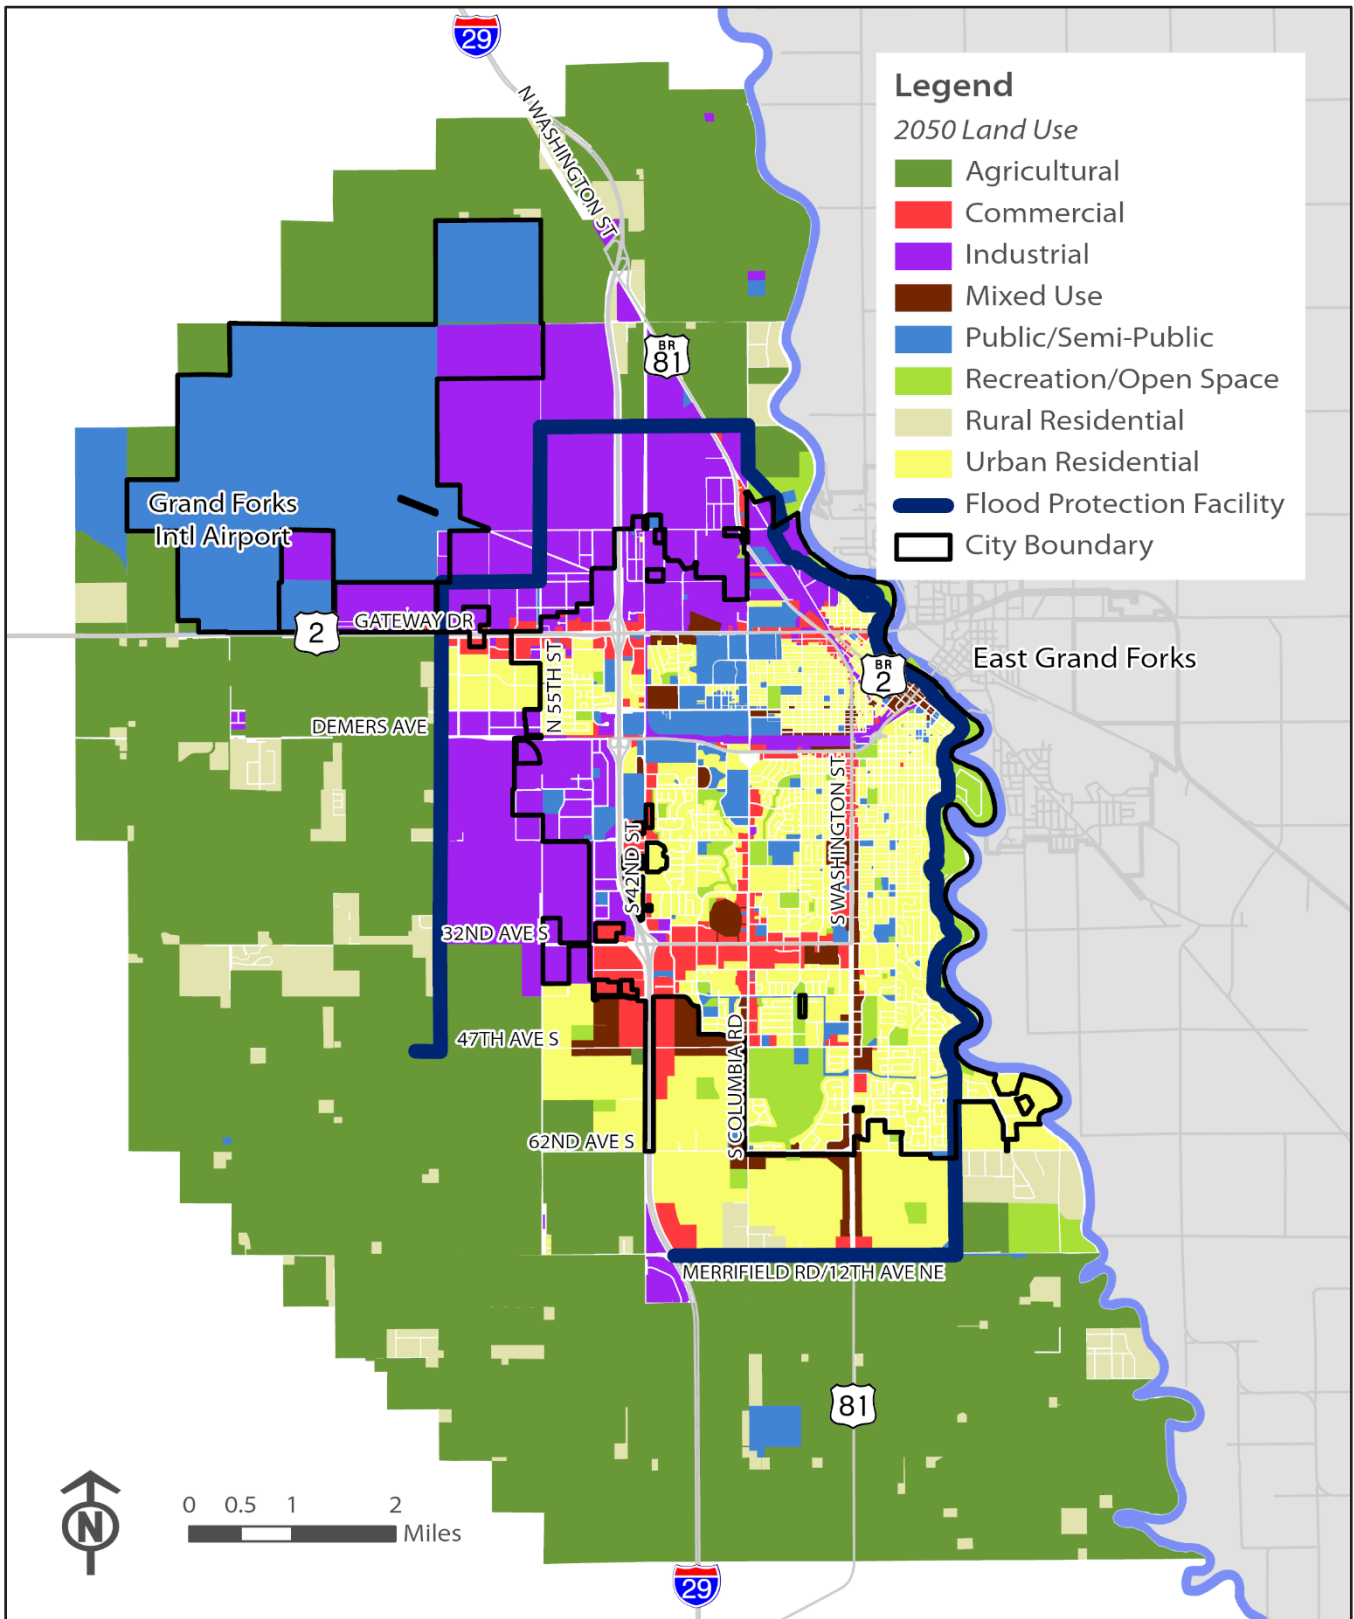 29
N WASHINGTON ST
Legend
2050 Land Use
Agricultural
Commercial
Industrial
Mixed Use
Public/Semi-Public
Recreation/Open Space
Rural Residential
Urban Residential
Flood Protection Facility
City Boundary
BR
81
Grand Forks
Intl Airport
2
GATEWAY DR
N 55TH ST
BR
2
East Grand Forks
DEMERS AVE
S WASHINGTON ST
S 42ND ST
32ND AVE S
47TH AVE S
S COLUMBIA RD
62ND AVE S
MERRIFIELD RD/12TH AVE NE
81
N
0 0.5 1 2
Miles
29